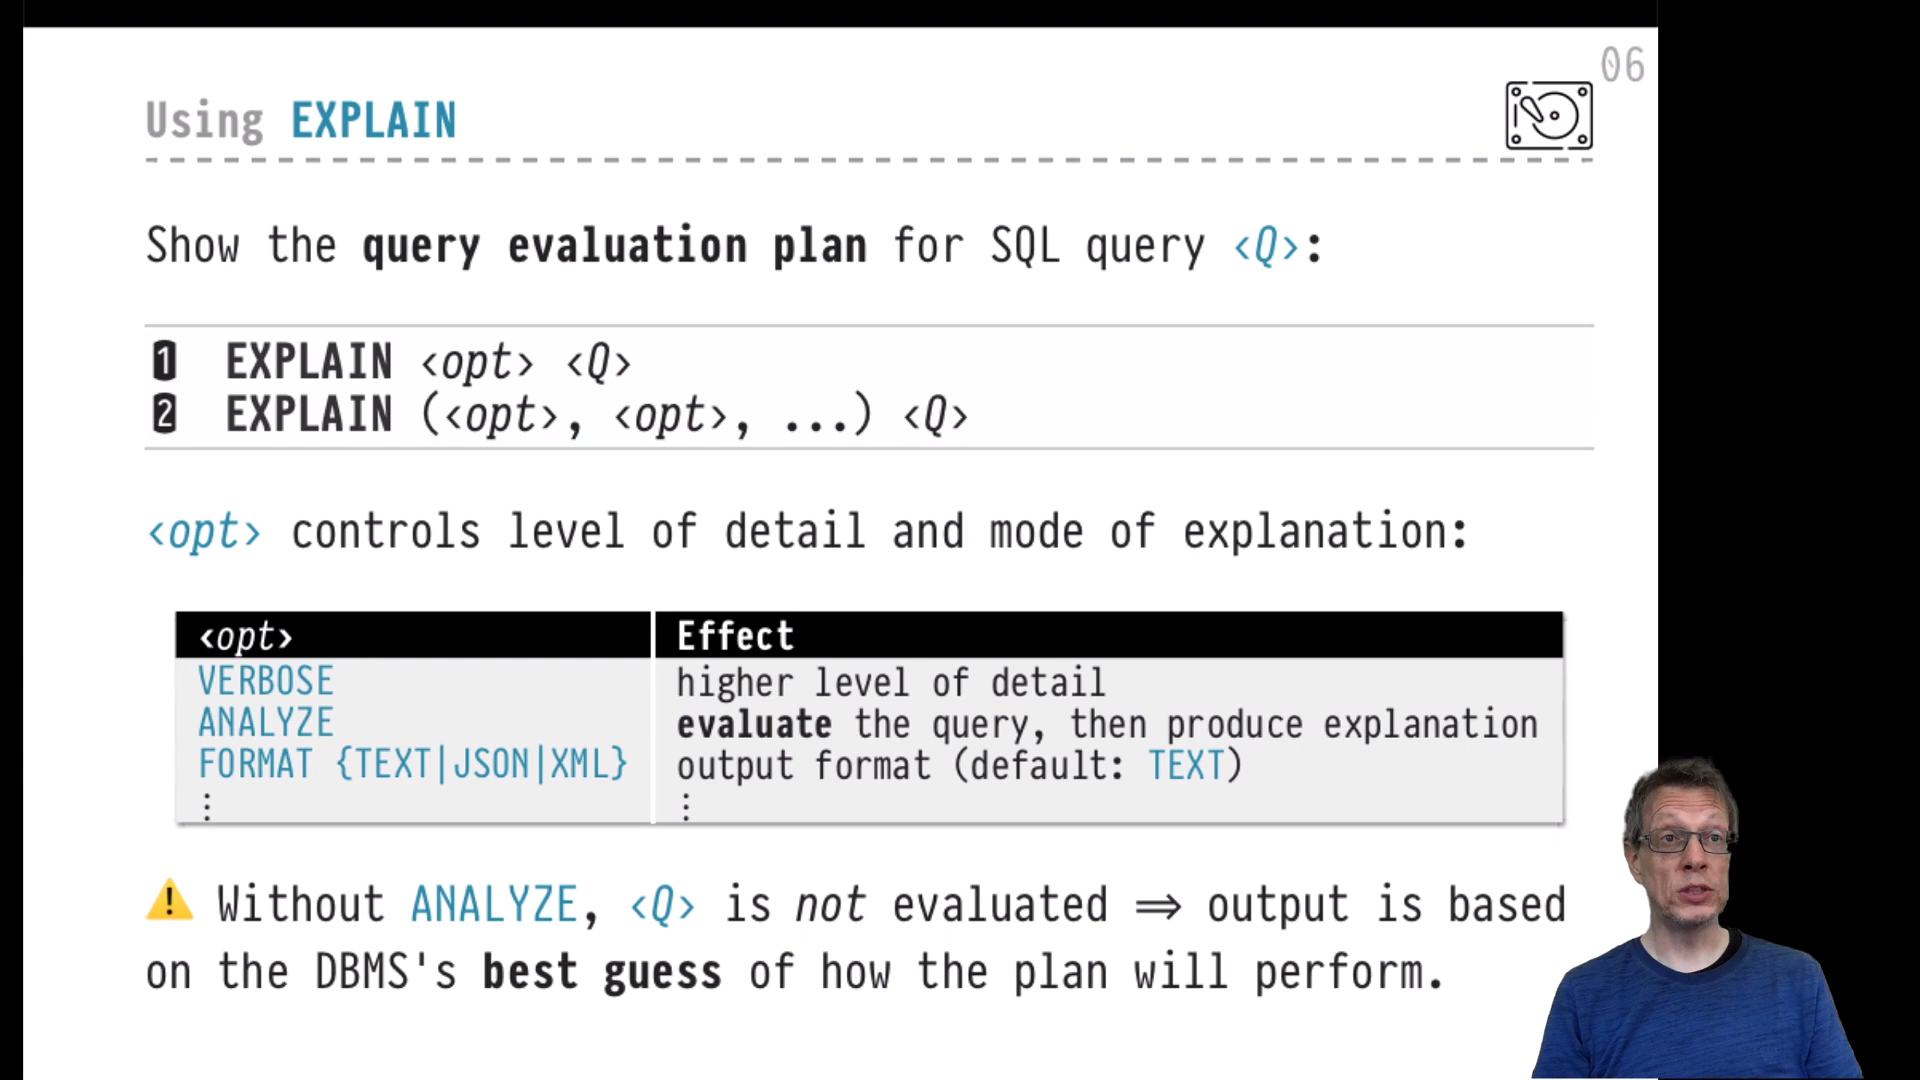 06
Using EXPLAIN
Show the query evaluation plan for SQL query <Q>:
1 EXPLAIN <opt> <Q>
2 EXPLAIN (<opt>, <opt>, ...) <Q>
<opt> controls level of detail and mode of explanation:
<opt> Effect
VERBOSE higher level of detail
ANALYZE evaluate the query, then produce explanation
FORMAT {TEXT|JSON|XML} output format (default: TEXT)
⋮ ⋮
⚠ Without ANALYZE, <Q> is not evaluated ⇒ output is based
on the DBMS's best guess of how the plan will perform.